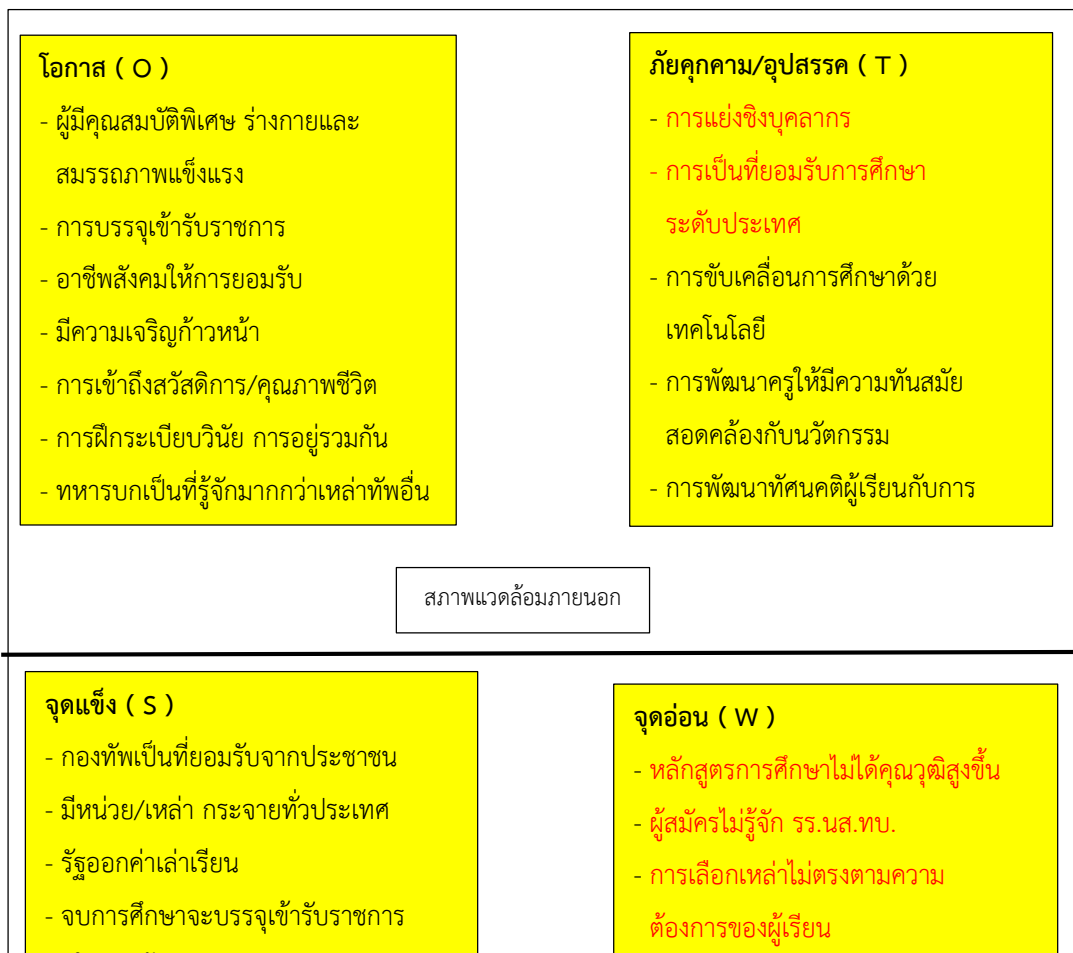 โอกาส ( O )
- ผู้มีคุณสมบัติพิเศษ ร่างกายและ
สมรรถภาพแข็งแรง
- การบรรจุเข้ารับราชการ
- อาชีพสังคมให้การยอมรับ
- มีความเจริญก้าวหน้า
- การเข้าถึงสวัสดิการ/คุณภาพชีวิต
- การฝึกระเบียบวินัย การอยู่รวมกัน
- ทหารบกเป็นที่รู้จักมากกว่าเหล่าทัพอื่น
ภัยคุกคาม/อุปสรรค ( T )
- การแย่งชิงบุคลากร
- การเป็นที่ยอมรับการศึกษา
ระดับประเทศ
- การขับเคลื่อนการศึกษาด้วย
เทคโนโลยี
- การพัฒนาครูให้มีความทันสมัย
สอดคล้องกับนวัตกรรม
- การพัฒนาทัศนคติผู้เรียนกับการ
สภาพแวดล้อมภายนอก
จุดแข็ง ( S )
- กองทัพเป็นที่ยอมรับจากประชาชน
- มีหน่วย/เหล่า กระจายทั่วประเทศ
- รัฐออกค่าเล่าเรียน
- จบการศึกษาจะบรรจุเข้ารับราชการ
จุดอ่อน ( W )
- หลักสูตรการศึกษาไม่ได้คุณวุฒิสูงขึ้น
- ผู้สมัครไม่รู้จัก รร.นส.ทบ.
- การเลือกเหล่าไม่ตรงตามความ
ต้องการของผู้เรียน